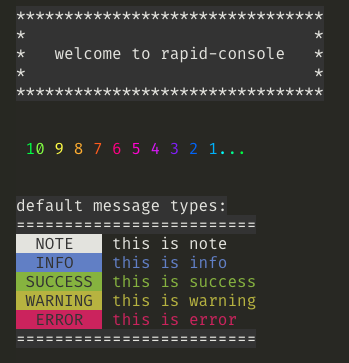 ********************************
*                              *
*   welcome to rapid-console   *
*                              *
********************************
10 9 8 7 6 5 4 3 2 1...
default message types:
=========================
NOTE this is note
INFO this is info
SUCCESS this is success
WARNING this is warning
ERROR this is error
=========================